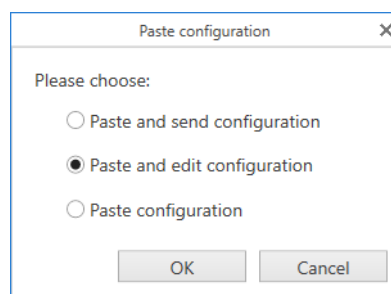 Paste configuration
Please choose:
Paste and send configuration
Paste and edit configuration
Paste configuration
OK Cancel